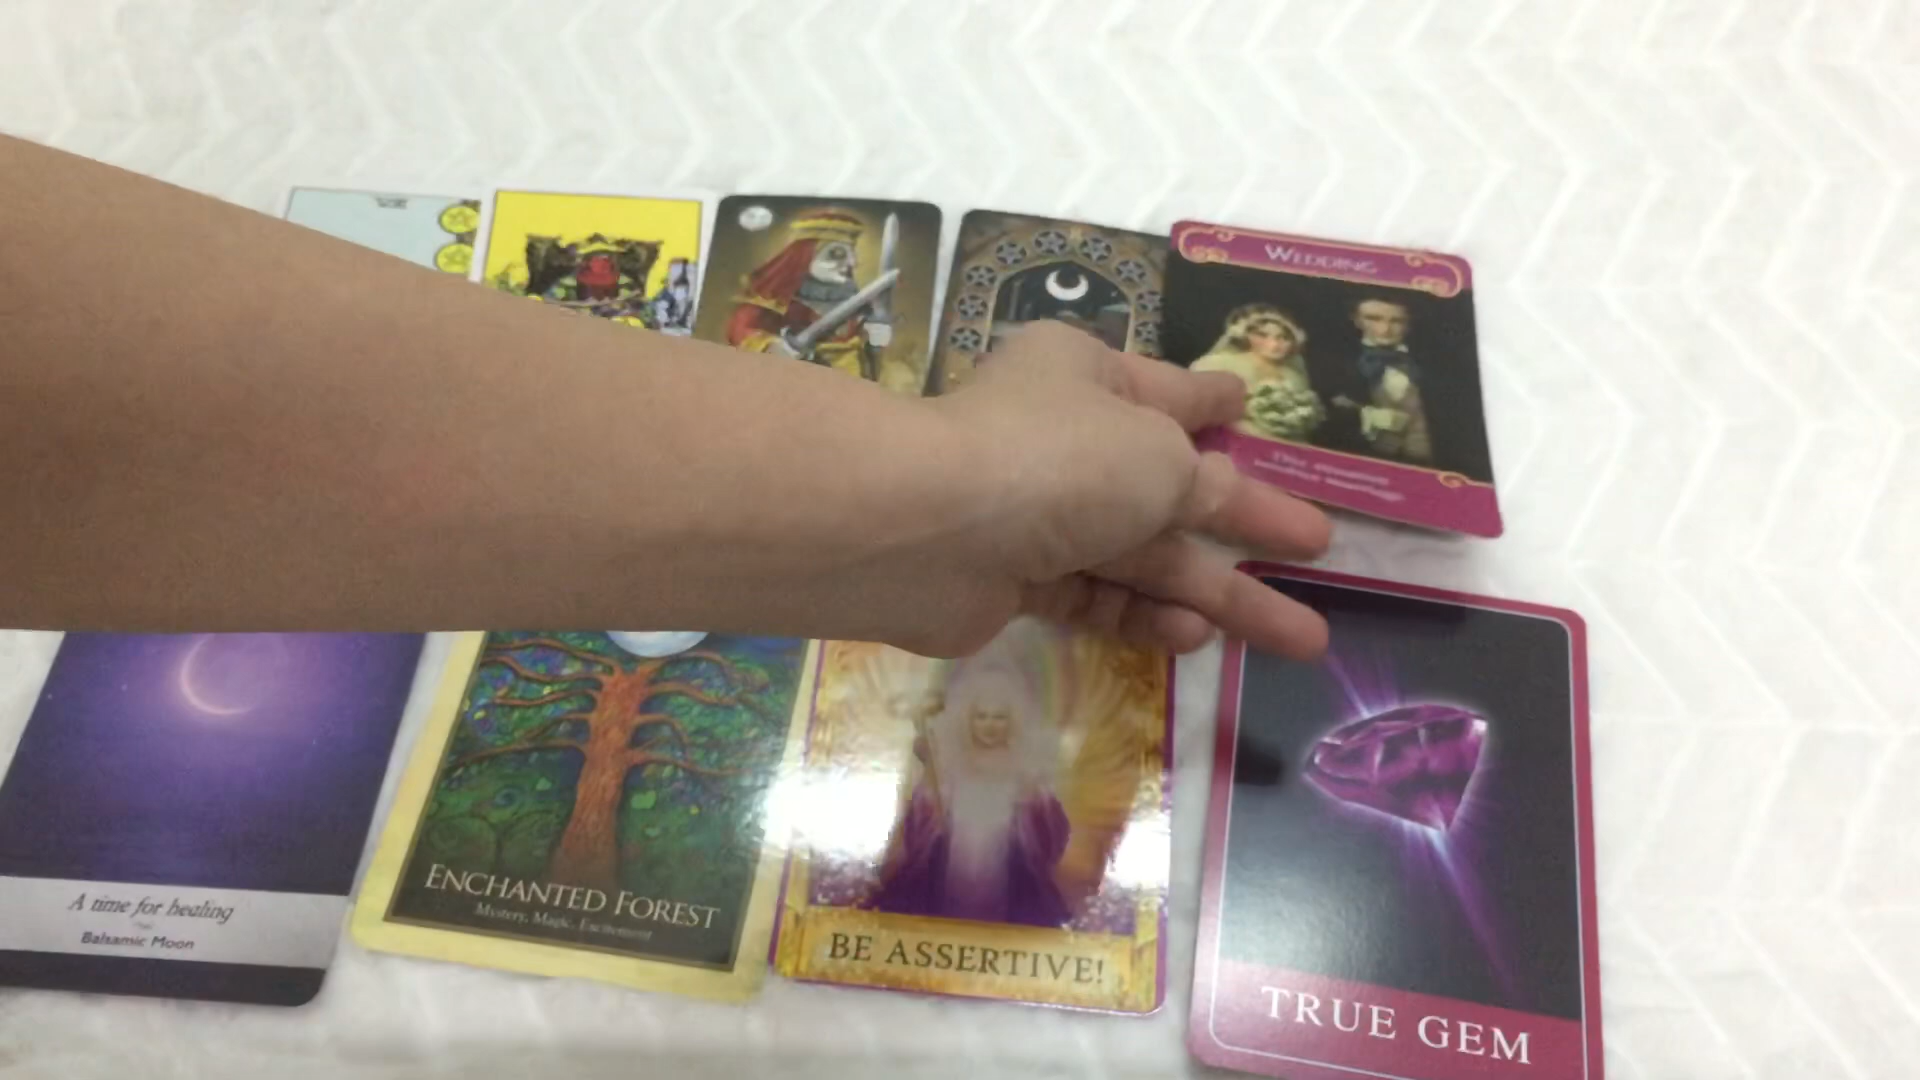 WEDDING
A time for healing
Balsamic Moon
ENCHANTED FOREST
Mystery, Magic, Excitement
BE ASSERTIVE!
TRUE GEM